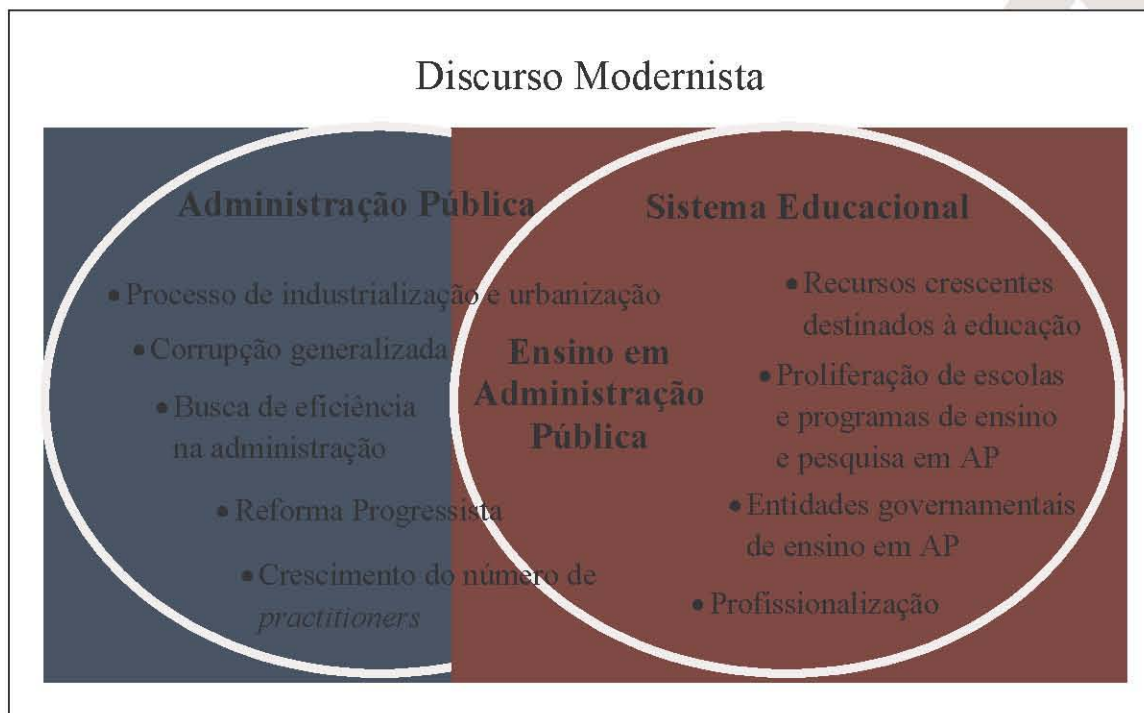 Discurso Modernista
Administração Pública
• Processo de industrialização e urbanização
• Corrupção generalizada
• Busca de eficiência
na administração
• Reforma Progressista
• Crescimento do número de
practitioners
Ensino em
Administração
Pública
Sistema Educacional
• Recursos crescentes
destinados à educação
• Proliferação de escolas
e programas de ensino
e pesquisa em AP
• Entidades governamentais
de ensino em AP
• Profissionalização